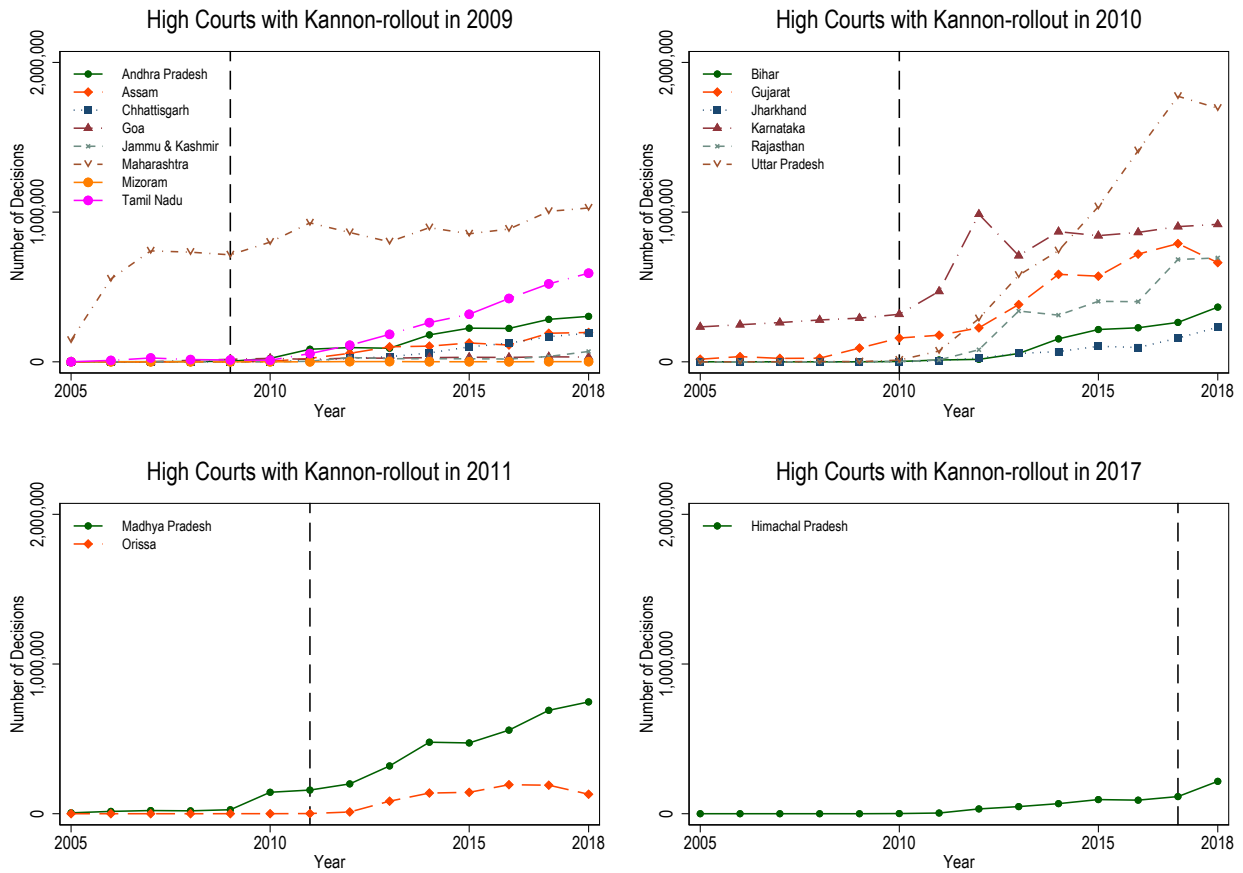 High Courts with Kannon-rollout in 2009
Number of Decisions
2,000,000
1,000,000
0
Andhra Pradesh
Assam
Chhattisgarh
Goa
Jammu & Kashmir
Maharashtra
Mizoram
Tamil Nadu
2005
2010
2015
2018
Year
High Courts with Kannon-rollout in 2010
Number of Decisions
2,000,000
1,000,000
0
Bihar
Gujarat
Jharkhand
Karnataka
Rajasthan
Uttar Pradesh
2005
2010
2015
2018
Year
High Courts with Kannon-rollout in 2011
Number of Decisions
2,000,000
1,000,000
0
Madhya Pradesh
Orissa
2005
2010
2015
2018
Year
High Courts with Kannon-rollout in 2017
Number of Decisions
2,000,000
1,000,000
0
Himachal Pradesh
2005
2010
2015
2018
Year